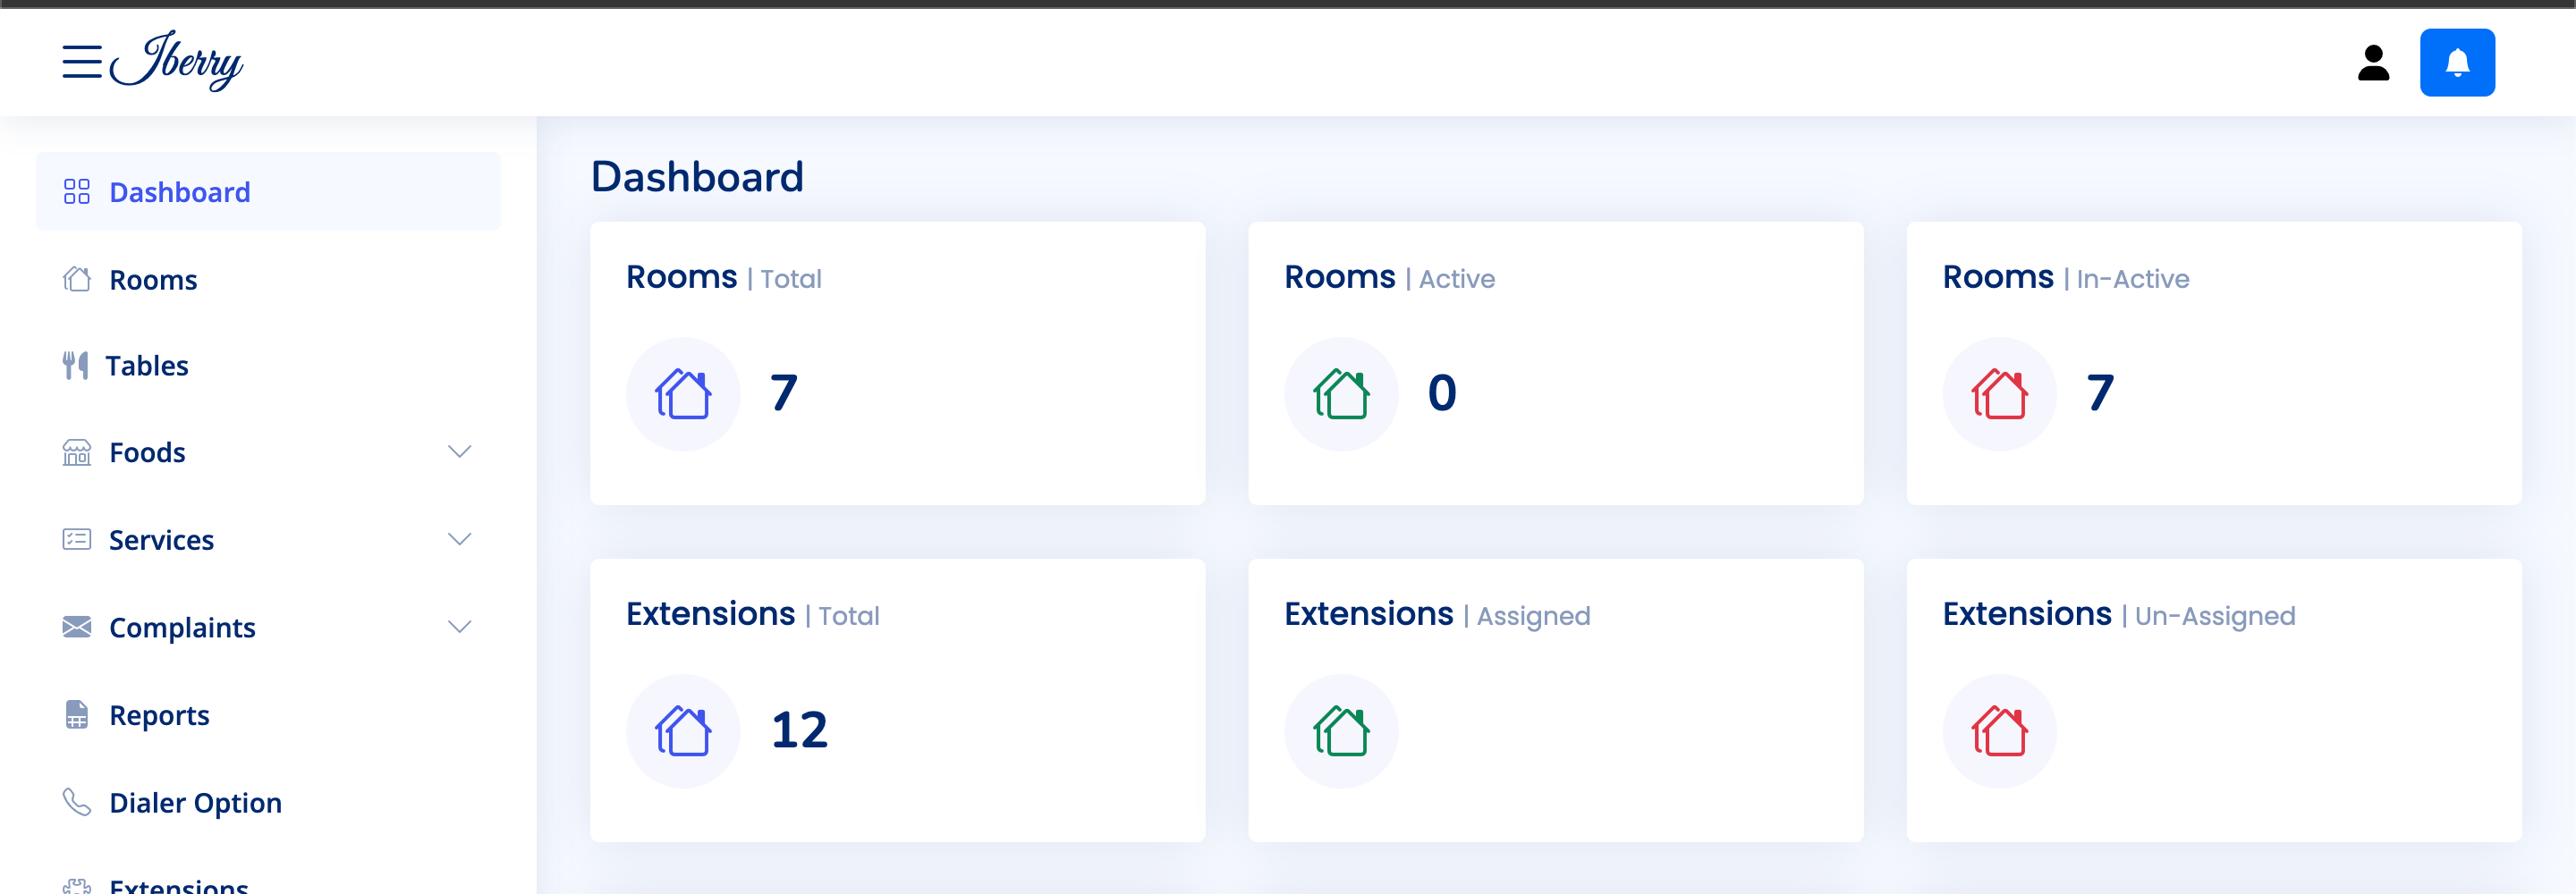 Iberry
Dashboard
Rooms
Tables
Foods
Services
Complaints
Reports
Dialer Option
Extensions
Dashboard
Rooms | Total
7
Rooms | Active
0
Rooms | In-Active
7
Extensions | Total
12
Extensions | Assigned
Extensions | Un-Assigned